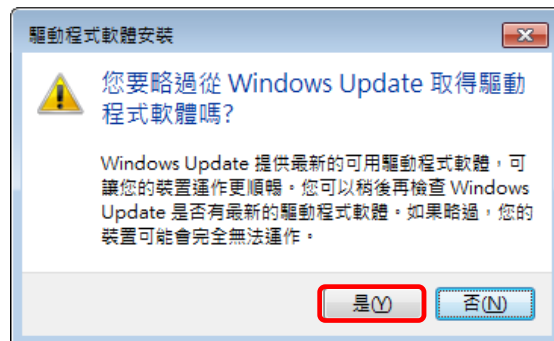 驅動程式軟體安裝
您要略過從 Windows Update 取得驅動
程式軟體嗎?
Windows Update 提供最新的可用驅動程式軟體，可
讓您的裝置運作更順暢。您可以稍後再檢查 Windows
Update 是否有最新的驅動程式軟體。如果略過，您的
裝置可能會完全無法運作。
是(Y) 否(N)